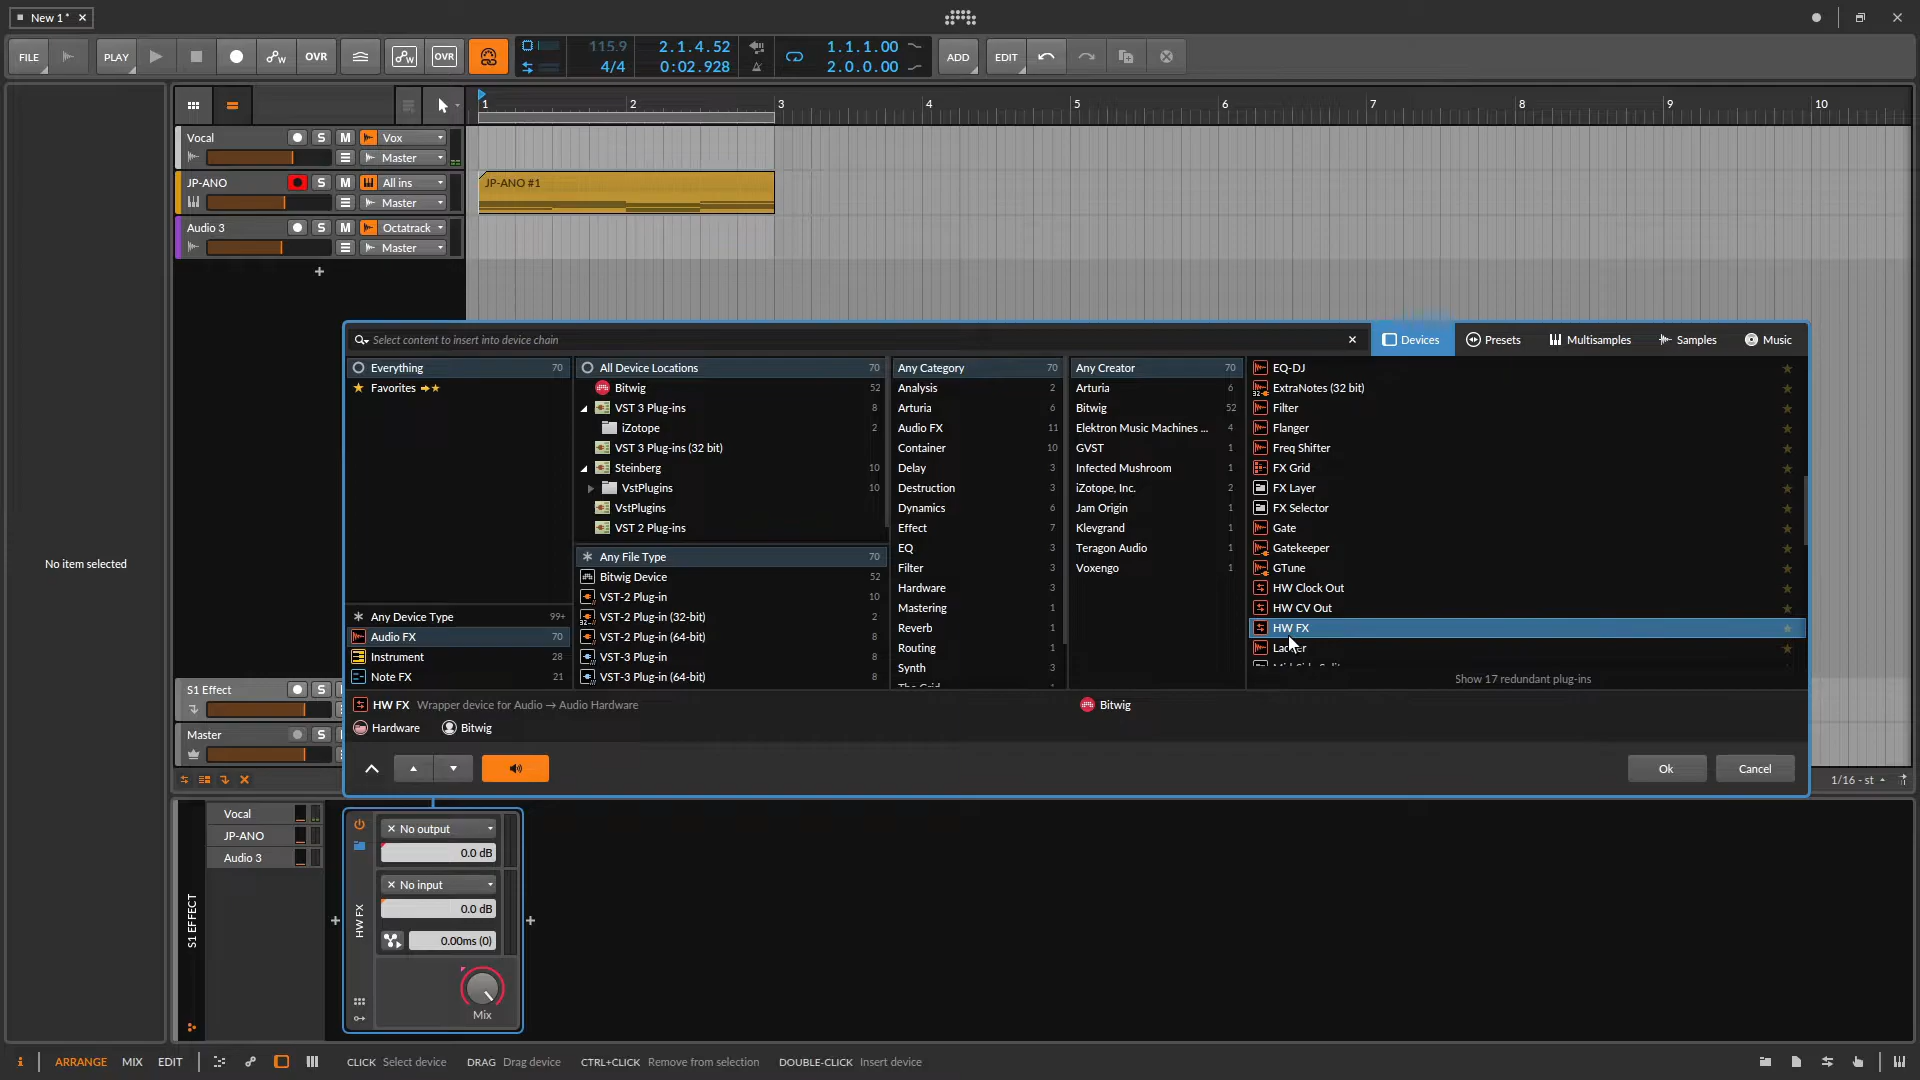 New 1*
FILE
PLAY
OVR
OVR
115.9
4/4
2.1.4.52
0:02.928
1.1.1.00
2.0.0.00
ADD
EDIT
1 2 3 4 5 6 7 8 9 10
Vocal S M Vox
Master
JP-ANO S M All ins
Master
JP-ANO #1
Audio 3 S M Octatrack
Master
S1 Effect S
Master S
No item selected
Select content to insert into device chain
Devices Presets Multisamples Samples Music
Everything 70
Favorites
Any Device Type 99+
Audio FX 70
Instrument 28
Note FX 21
All Device Locations 70
Bitwig 52
VST 3 Plug-ins 8
iZotope 2
VST 3 Plug-ins (32 bit)
Steinberg 10
VstPlugins 10
VstPlugins
VST 2 Plug-ins
Any File Type 70
Bitwig Device 52
VST-2 Plug-in 10
VST-2 Plug-in (32-bit) 2
VST-2 Plug-in (64-bit) 8
VST-3 Plug-in 8
VST-3 Plug-in (64-bit) 8
Any Category 70
Analysis 2
Arturia 6
Audio FX 11
Container 10
Delay 3
Destruction 3
Dynamics 6
Effect 7
EQ 3
Filter 3
Hardware 3
Mastering 1
Reverb 1
Routing 1
Synth 3
Any Creator 70
Arturia 6
Bitwig 52
Elektron Music Machines ... 4
GVST 1
Infected Mushroom 1
iZotope, Inc. 2
Jam Origin 1
Klevgrand 1
Teragon Audio 1
Voxengo 1
EQ-DJ
ExtraNotes (32 bit)
Filter
Flanger
Freq Shifter
FX Grid
FX Layer
FX Selector
Gate
Gatekeeper
GTune
HW Clock Out
HW CV Out
HW FX
Show 17 redundant plug-ins
HW FX Wrapper device for Audio → Audio Hardware
Bitwig
Hardware Bitwig
Ok
Cancel
1/16 - st
S1 EFFECT
Vocal
JP-ANO
Audio 3
HW FX
No output
0.0 dB
No input
0.0 dB
0.00ms (0)
Mix
i ARRANGE MIX EDIT
CLICK Select device DRAG Drag device CTRL+CLICK Remove from selection DOUBLE-CLICK Insert device